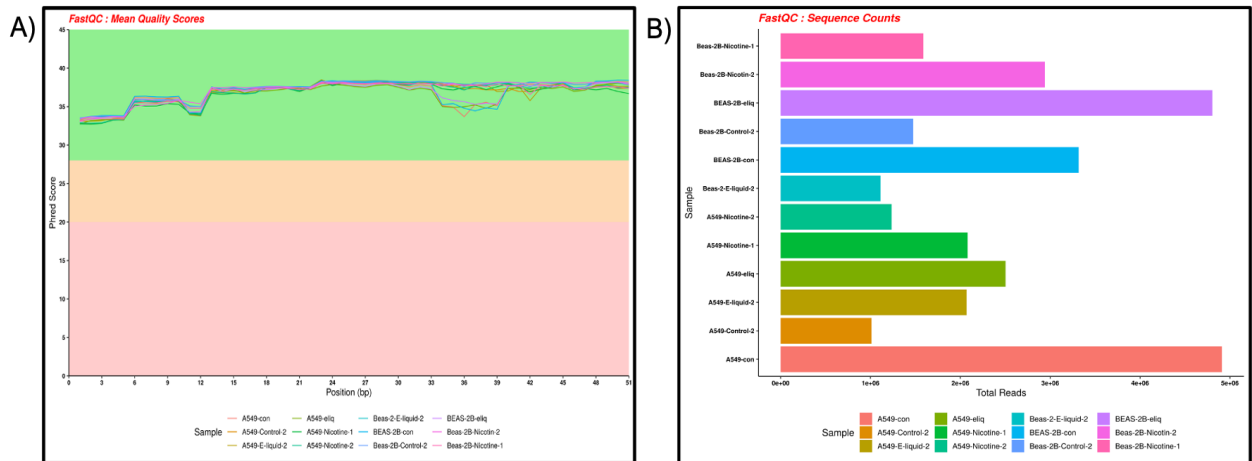 A)
FastQC : Mean Quality Scores
45
40
35
30
25
20
15
10
5
0
Phred Score
0 3 6 9 12 15 18 21 24 27 30 33 36 39 42 45 48 51
Position (bp)
Sample
A549-con A549-eliq Beas-2-E-liquid-2 BEAS-2B-eliq
A549-Control-2 A549-Nicotine-1 BEAS-2B-con Beas-2B-Nicotin-2
A549-E-liquid-2 A549-Nicotine-2 Beas-2B-Control-2 Beas-2B-Nicotine-1
B)
FastQC : Sequence Counts
Sample
Beas-2B-Nicotine-1
Beas-2B-Nicotin-2
BEAS-2B-eliq
Beas-2B-Control-2
BEAS-2B-con
Beas-2-E-liquid-2
A549-Nicotine-2
A549-Nicotine-1
A549-eliq
A549-E-liquid-2
A549-Control-2
A549-con
0e+00 1e+06 2e+06 3e+06 4e+06 5e+06
Total Reads
Sample
A549-con A549-eliq Beas-2-E-liquid-2 BEAS-2B-eliq
A549-Control-2 A549-Nicotine-1 BEAS-2B-con Beas-2B-Nicotin-2
A549-E-liquid-2 A549-Nicotine-2 Beas-2B-Control-2 Beas-2B-Nicotine-1